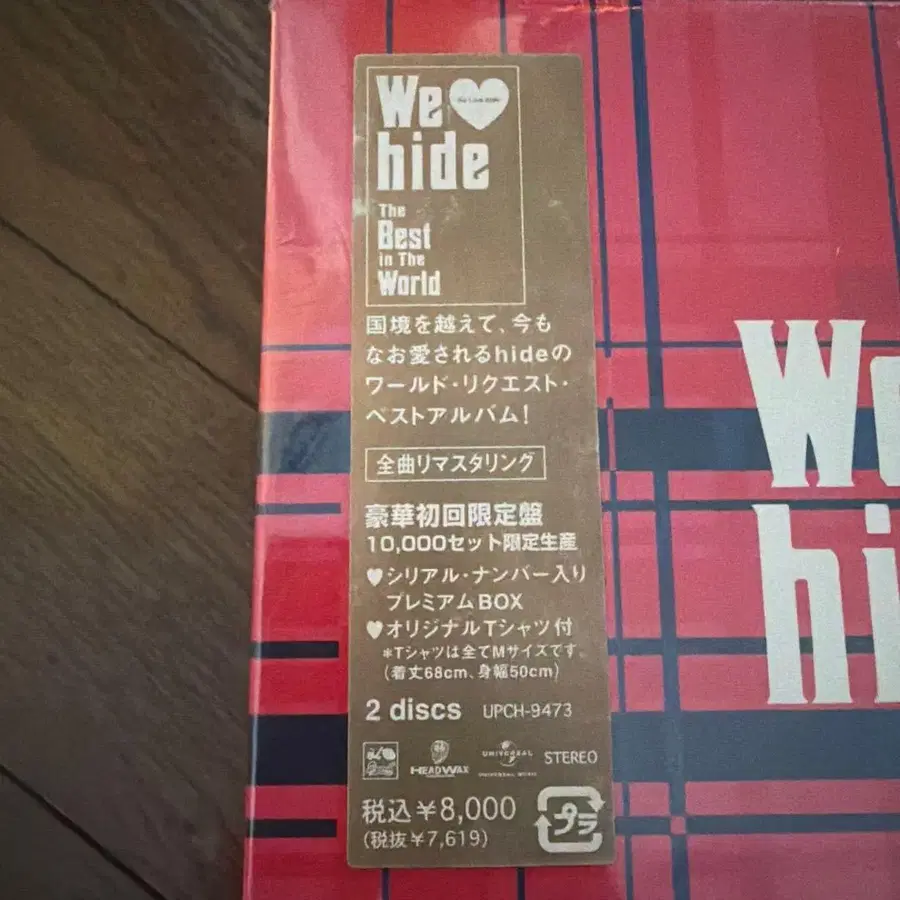 We
hide
The
Best
in The
World
国境を越えて、今も
なお愛されるhideの
ワールド・リクエスト・
ベストアルバム!
全曲リマスタリング
豪華初回限定盤
10,000セット限定生産
♥シリアル・ナンバー入り
プレミアムBOX
♥オリジナルTシャツ付
*Tシャツは全てMサイズです。
(着丈68cm、身幅50cm)
2 discs UPCH-9473
HEADWAX UNIVERSAL STEREO
UNIVERSAL MUSIC
税込¥8,000
(税抜¥7,619)
プラ
We
hi